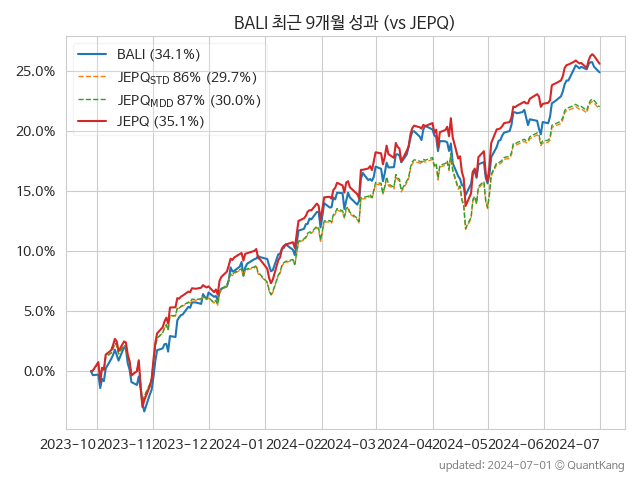 BALI 최근 9개월 성과 (vs JEPQ)
BALI (34.1%)
JEPQSTD 86% (29.7%)
JEPQMDD 87% (30.0%)
JEPQ (35.1%)
25.0%
20.0%
15.0%
10.0%
5.0%
0.0%
2023-10 2023-11 2023-12 2024-01 2024-02 2024-03 2024-04 2024-05 2024-06 2024-07
updated: 2024-07-01 © QuantKang